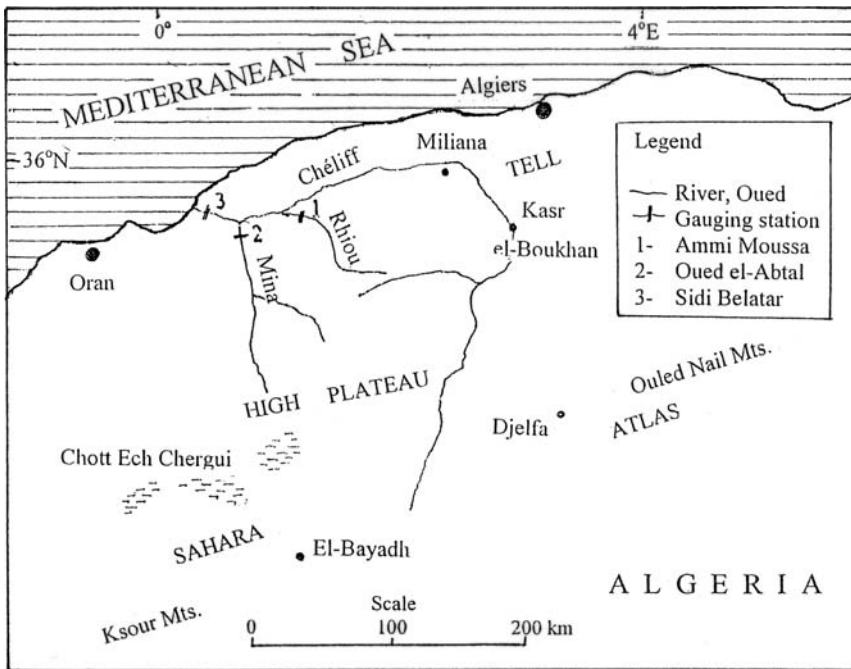 0°
4°E
MEDITERRANEAN SEA
Algiers
36°N
Miliana
Chéliff
TELL
Legend
River, Oued
Gauging station
1- Ammi Moussa
2- Oued el-Abtal
3- Sidi Belatar
3
1
2
Kasr
el-Boukhan
Rhiou
Mina
Oran
HIGH PLATEAU
Ouled Nail Mts.
ATLAS
Djelfa
Chott Ech Chergui
SAHARA
El-Bayadh
ALGERIA
Ksour Mts.
Scale
0 100 200 km